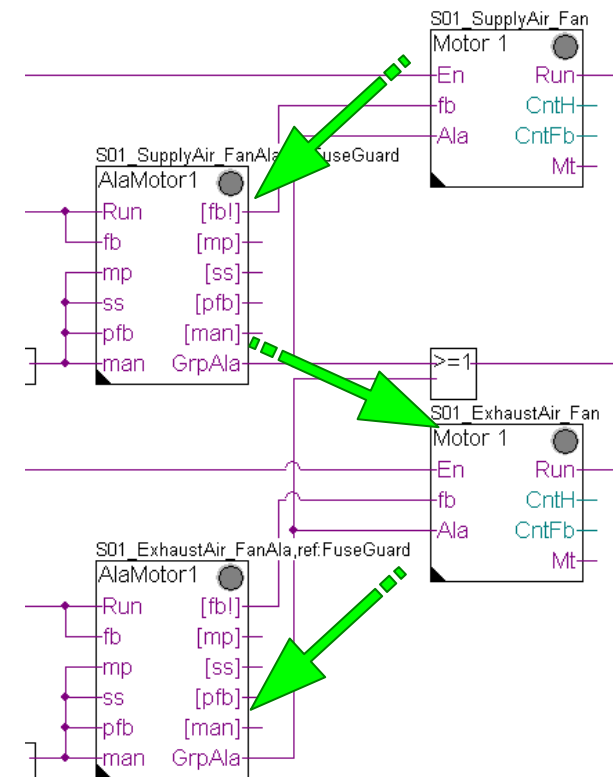 S01_SupplyAir_Fan
Motor 1
En Run
fb CntH
Ala CntFb
Mt
S01_SupplyAir_FanAla
useGuard
AlaMotor1
Run [fb!]
fb [mp]
mp [ss]
ss [pfb]
pfb [man]
man GrpAla
>=1
S01_ExhaustAir_Fan
Motor 1
En Run
fb CntH
Ala CntFb
Mt
S01_ExhaustAir_FanAla,ref:FuseGuard
AlaMotor1
Run [fb!]
fb [mp]
mp [ss]
ss [pfb]
pfb [man]
man GrpAla